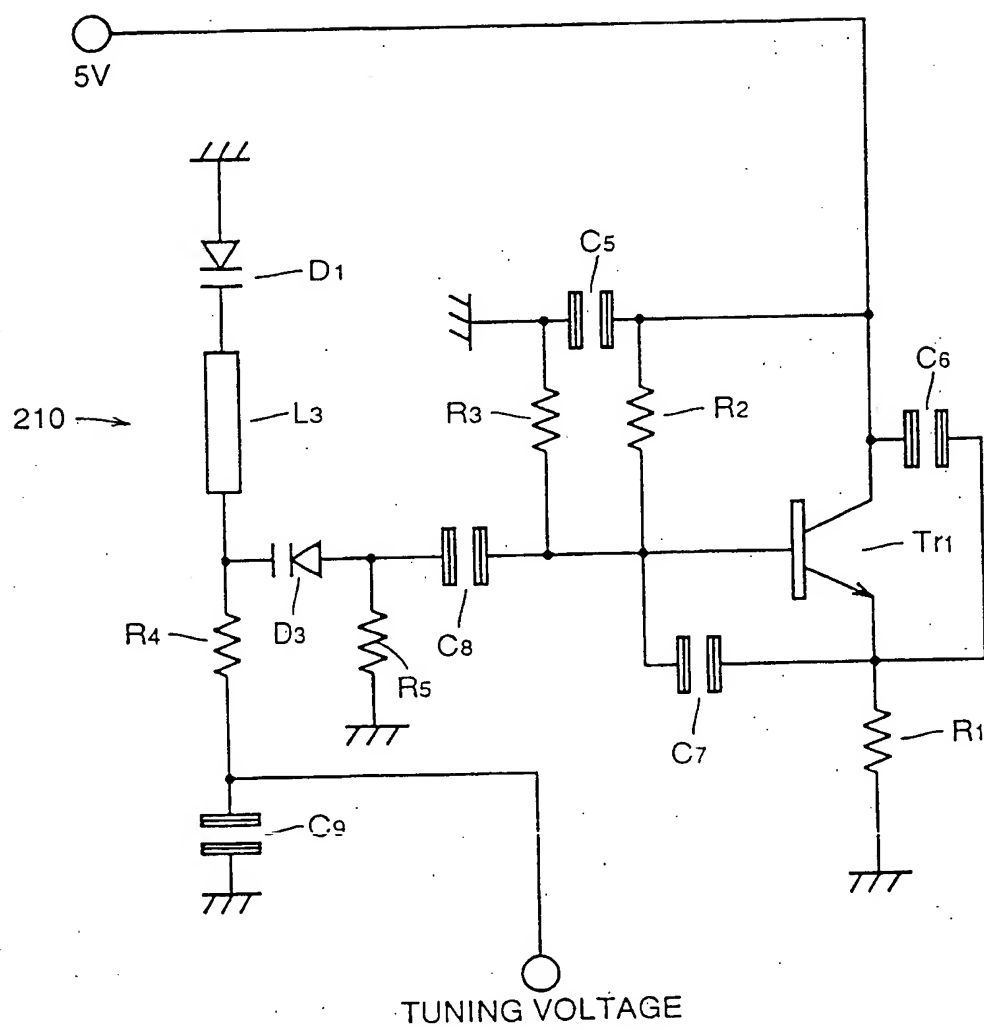 5V
D1
C5
C6
210
L3
R3
R2
Tr1
R4
D3
C8
R5
C7
R1
C9
TUNING VOLTAGE